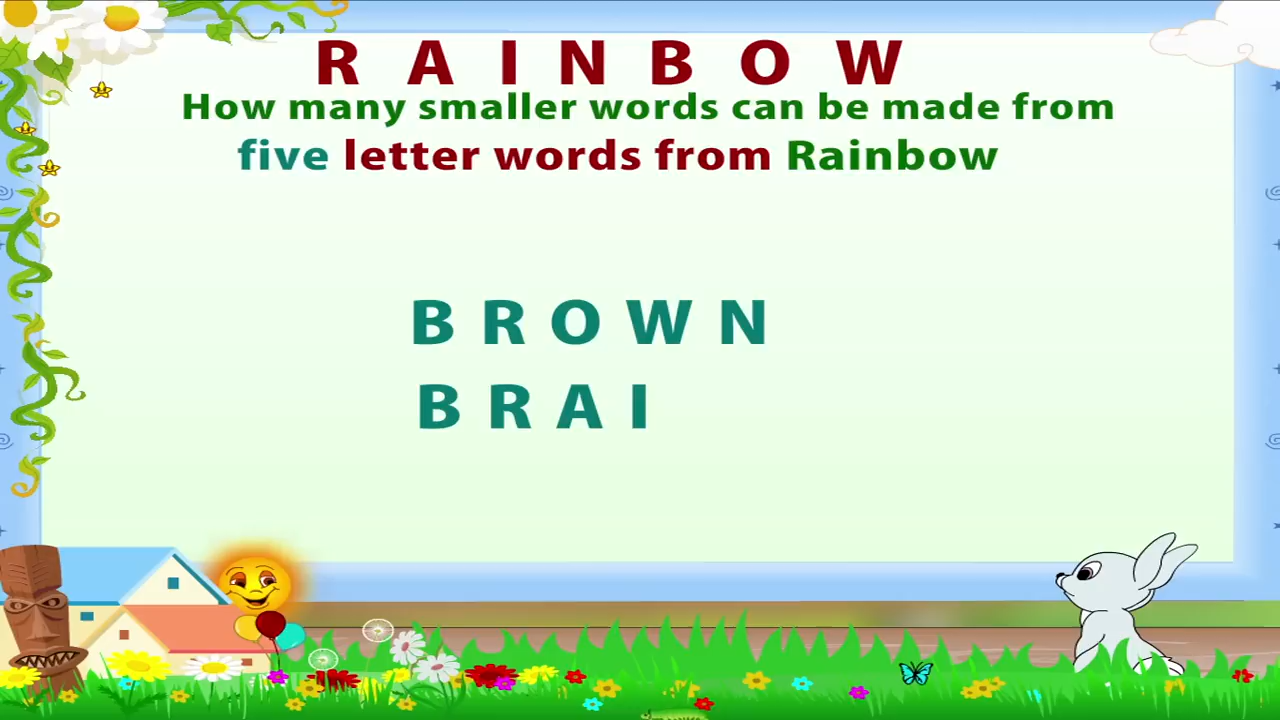 R A I N B O W
How many smaller words can be made from
five letter words from Rainbow
B R O W N
B R A I